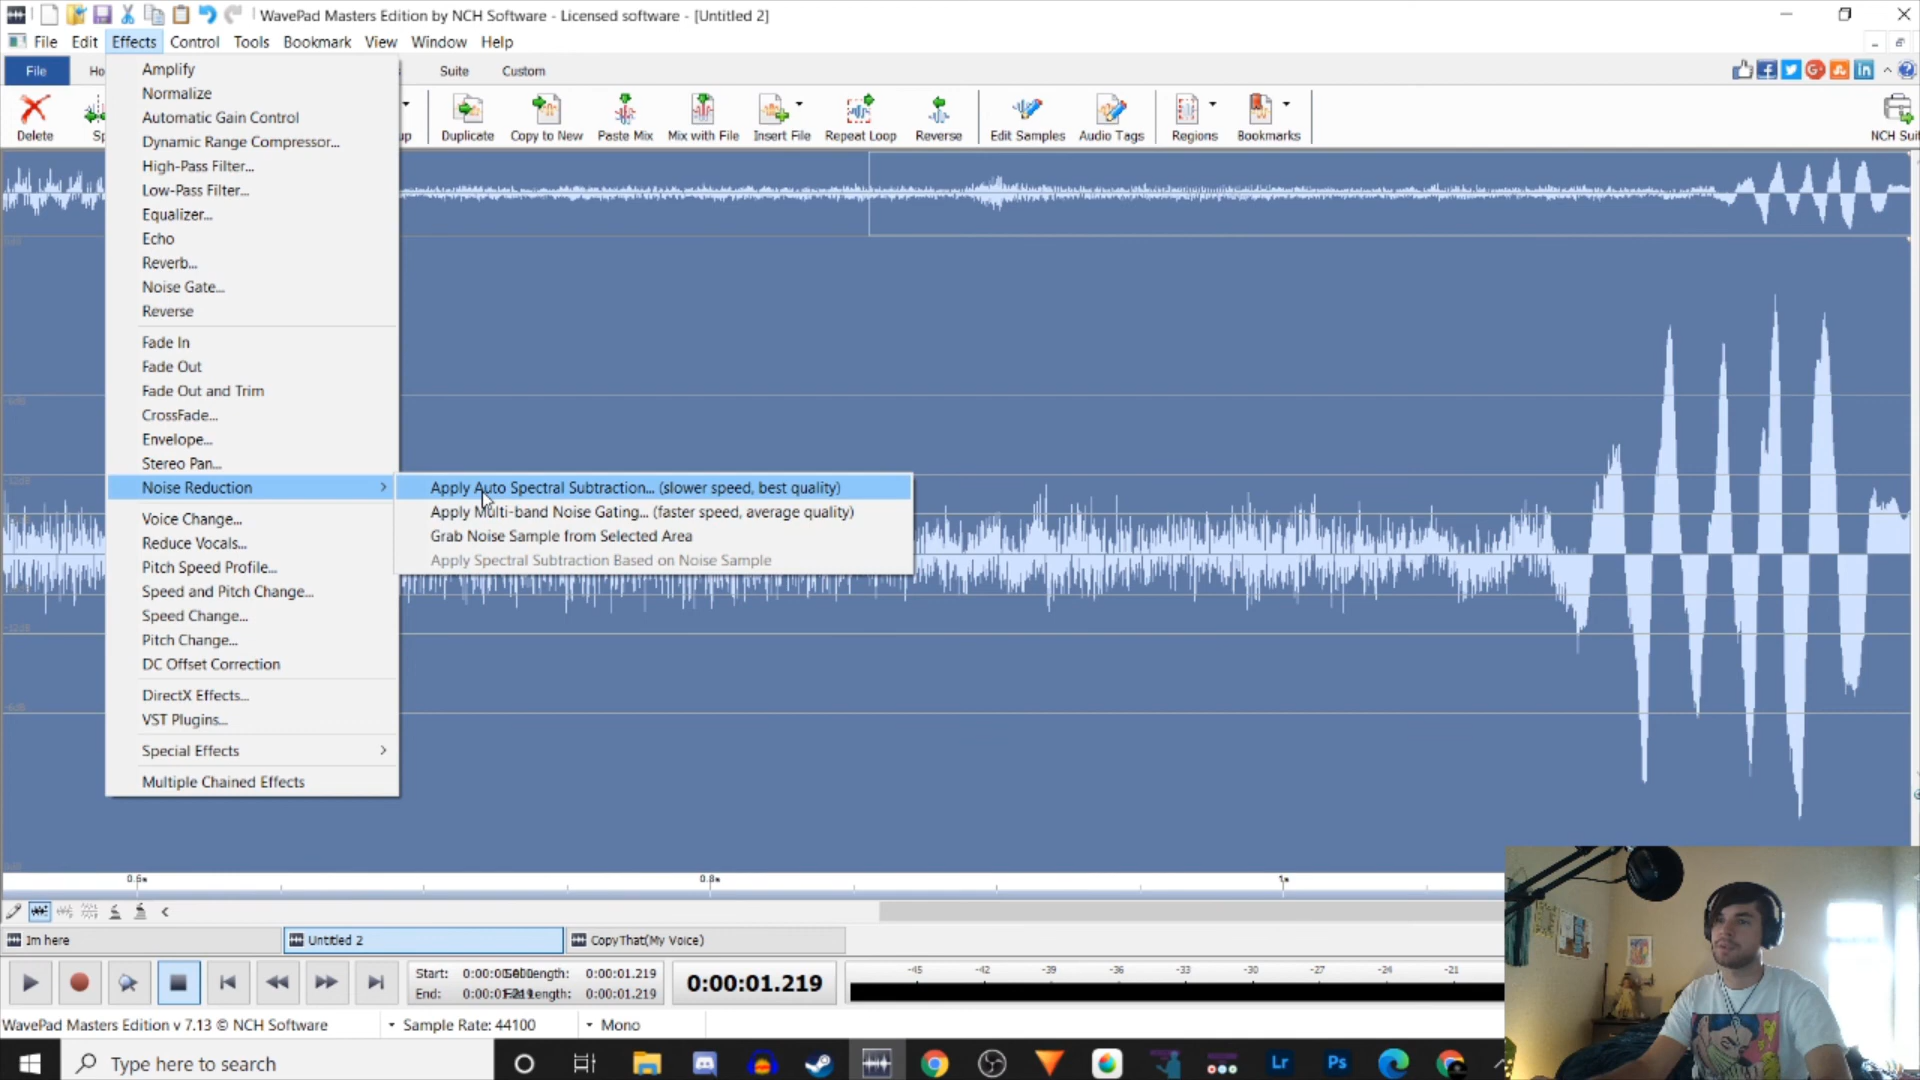 WavePad Masters Edition by NCH Software - Licensed software - [Untitled 2]
File Edit Effects Control Tools Bookmark View Window Help
File Suite Custom
Delete Duplicate Copy to New Paste Mix Mix with File Insert File Repeat Loop Reverse Edit Samples Audio Tags Regions Bookmarks
Amplify
Normalize
Automatic Gain Control
Dynamic Range Compressor...
High-Pass Filter...
Low-Pass Filter...
Equalizer...
Echo
Reverb...
Noise Gate...
Reverse
Fade In
Fade Out
Fade Out and Trim
CrossFade...
Envelope...
Stereo Pan...
Noise Reduction
Apply Auto Spectral Subtraction... (slower speed, best quality)
Apply Multi-band Noise Gating... (faster speed, average quality)
Grab Noise Sample from Selected Area
Apply Spectral Subtraction Based on Noise Sample
Voice Change...
Reduce Vocals...
Pitch Speed Profile...
Speed and Pitch Change...
Speed Change...
Pitch Change...
DC Offset Correction
DirectX Effects...
VST Plugins...
Special Effects
Multiple Chained Effects
Im here Untitled 2 CopyThat(My Voice)
-45 -42 -39 -36 -33 -30 -27 -24 -21
Start: 0:00:01.219
End: 0:00:01.219
0:00:01.219
WavePad Masters Edition v 7.13 © NCH Software Sample Rate: 44100 Mono
Type here to search
Lr Ps